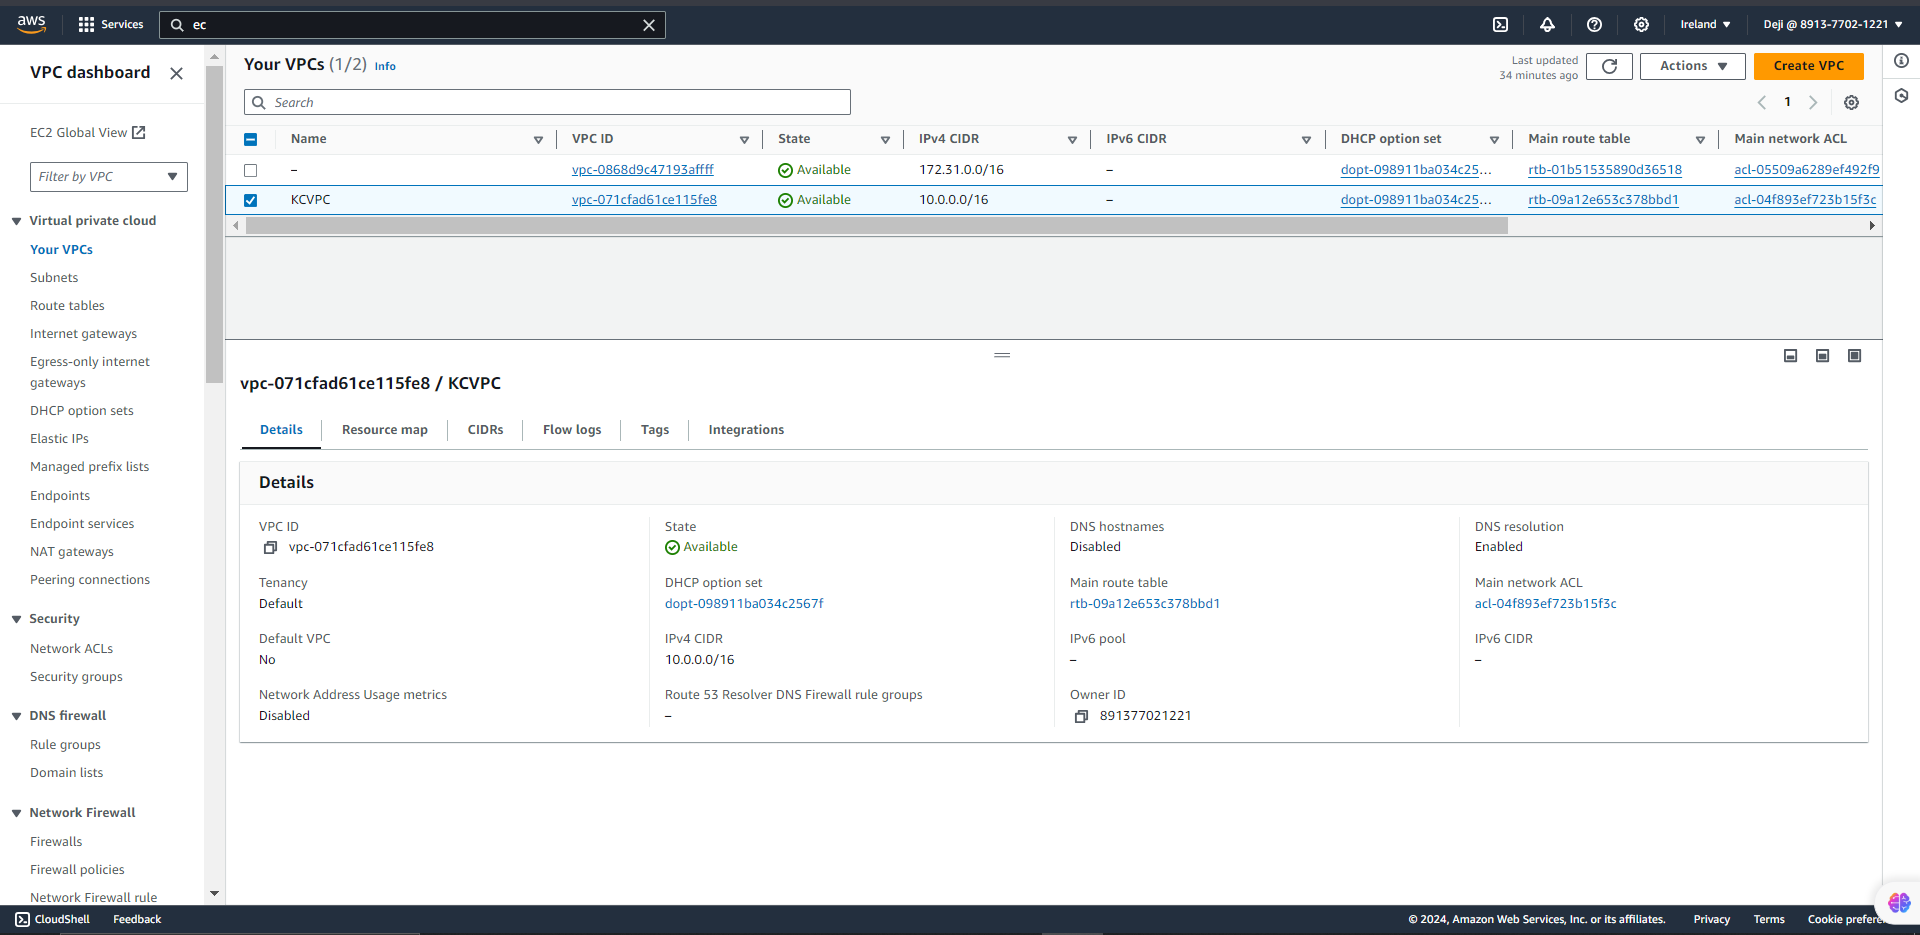 aws Services ec Ireland Deji @ 8913-7702-1221
VPC dashboard
EC2 Global View
Filter by VPC
Virtual private cloud
Your VPCs
Subnets
Route tables
Internet gateways
Egress-only internet
gateways
DHCP option sets
Elastic IPs
Managed prefix lists
Endpoints
Endpoint services
NAT gateways
Peering connections
Security
Network ACLs
Security groups
DNS firewall
Rule groups
Domain lists
Network Firewall
Firewalls
Firewall policies
Network Firewall rule
Your VPCs (1/2) Info
Last updated
34 minutes ago
Actions
Create VPC
Search
1
Name VPC ID State IPv4 CIDR IPv6 CIDR DHCP option set Main route table Main network ACL
– vpc-0868d9c47193affff Available 172.31.0.0/16 – dopt-098911ba034c25... rtb-01b51535890d36518 acl-05509a6289ef492f9
KCVPC vpc-071cfad61ce115fe8 Available 10.0.0.0/16 – dopt-098911ba034c25... rtb-09a12e653c378bbd1 acl-04f893ef723b15f3c
vpc-071cfad61ce115fe8 / KCVPC
Details Resource map CIDRs Flow logs Tags Integrations
Details
VPC ID State DNS hostnames DNS resolution
vpc-071cfad61ce115fe8 Available Disabled Enabled
Tenancy DHCP option set Main route table Main network ACL
Default dopt-098911ba034c2567f rtb-09a12e653c378bbd1 acl-04f893ef723b15f3c
Default VPC IPv4 CIDR IPv6 pool IPv6 CIDR
No 10.0.0.0/16 – –
Network Address Usage metrics Route 53 Resolver DNS Firewall rule groups Owner ID
Disabled – 891377021221
CloudShell Feedback © 2024, Amazon Web Services, Inc. or its affiliates. Privacy Terms Cookie prefere